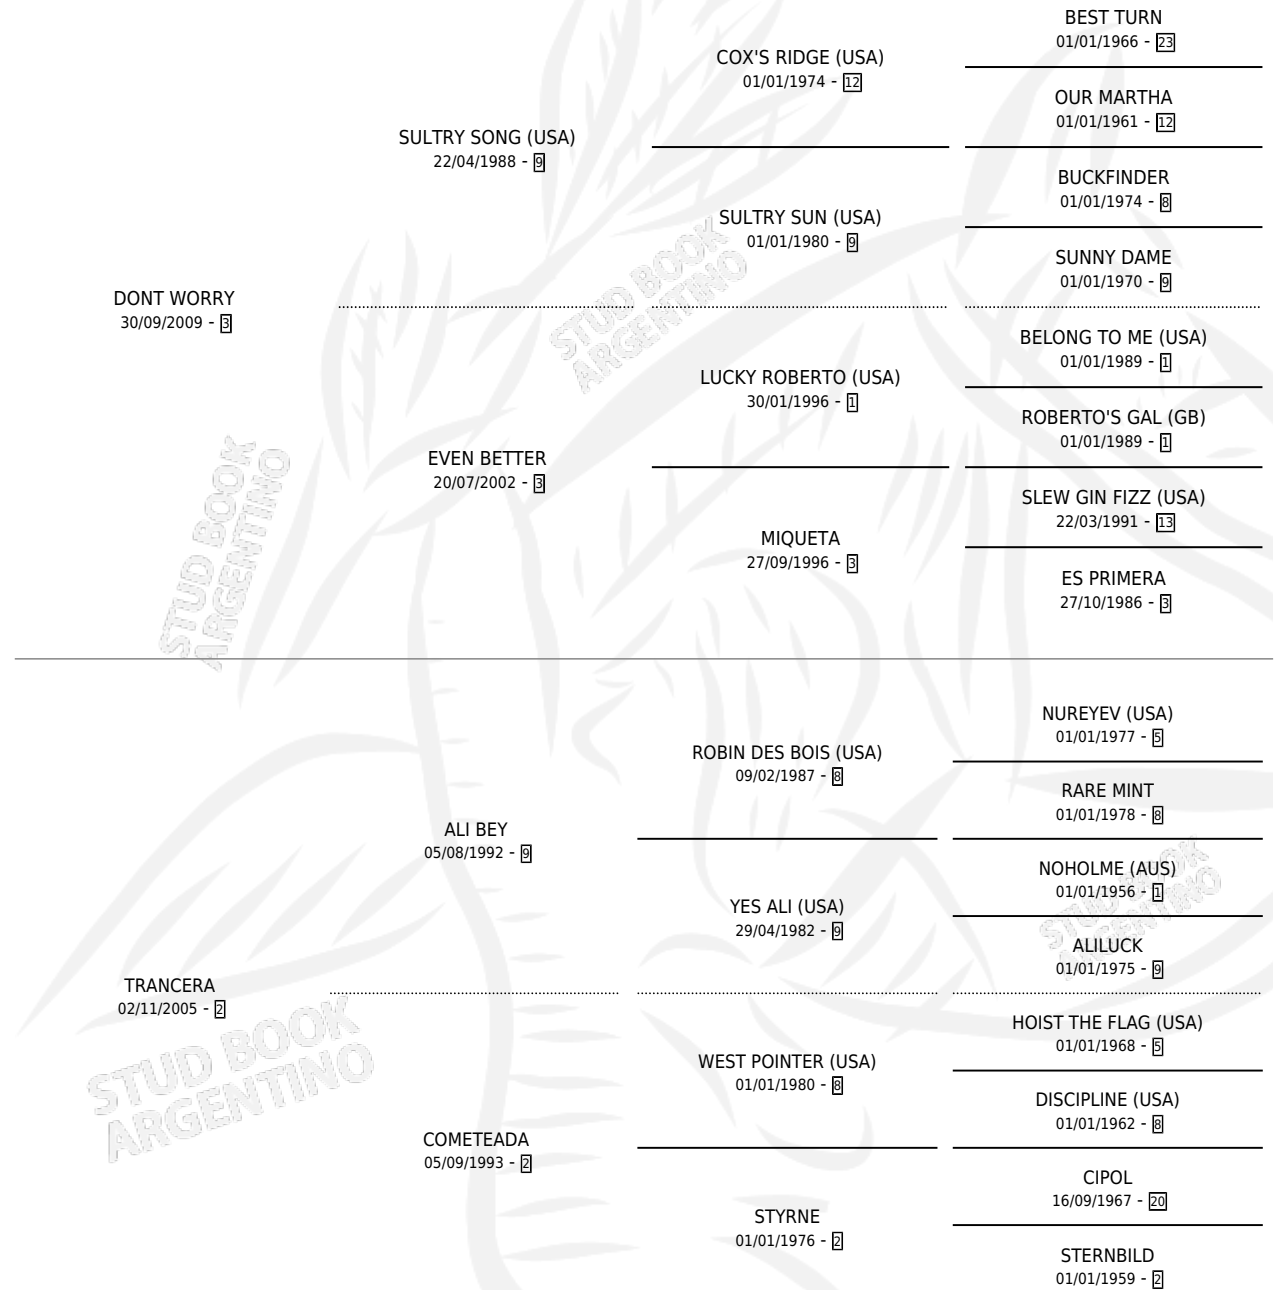 BEST TURN
01/01/1966 - 23
COX'S RIDGE (USA)
01/01/1974 - 12
OUR MARTHA
01/01/1961 - 12
SULTRY SONG (USA)
22/04/1988 - 9
BUCKFINDER
01/01/1974 - 8
SULTRY SUN (USA)
01/01/1980 - 9
SUNNY DAME
01/01/1970 - 9
DONT WORRY
30/09/2009 - 3
BELONG TO ME (USA)
01/01/1989 - 1
LUCKY ROBERTO (USA)
30/01/1996 - 1
ROBERTO'S GAL (GB)
01/01/1989 - 1
EVEN BETTER
20/07/2002 - 3
SLEW GIN FIZZ (USA)
22/03/1991 - 13
MIQUETA
27/09/1996 - 3
ES PRIMERA
27/10/1986 - 3
NUREYEV (USA)
01/01/1977 - 5
ROBIN DES BOIS (USA)
09/02/1987 - 8
RARE MINT
01/01/1978 - 8
ALI BEY
05/08/1992 - 9
NOHOLME (AUS)
01/01/1956 - 1
YES ALI (USA)
29/04/1982 - 9
ALILUCK
01/01/1975 - 9
TRANCERA
02/11/2005 - 2
HOIST THE FLAG (USA)
01/01/1968 - 5
WEST POINTER (USA)
01/01/1980 - 8
DISCIPLINE (USA)
01/01/1962 - 8
COMETEADA
05/09/1993 - 2
CIPOL
16/09/1967 - 20
STYRNE
01/01/1976 - 2
STERNBILD
01/01/1959 - 2
STUD BOOK
ARGENTINO
STUD BOOK
ARGENTINO
STUD BOOK
ARGENTINO
STUD BOOK
ARGENTINO